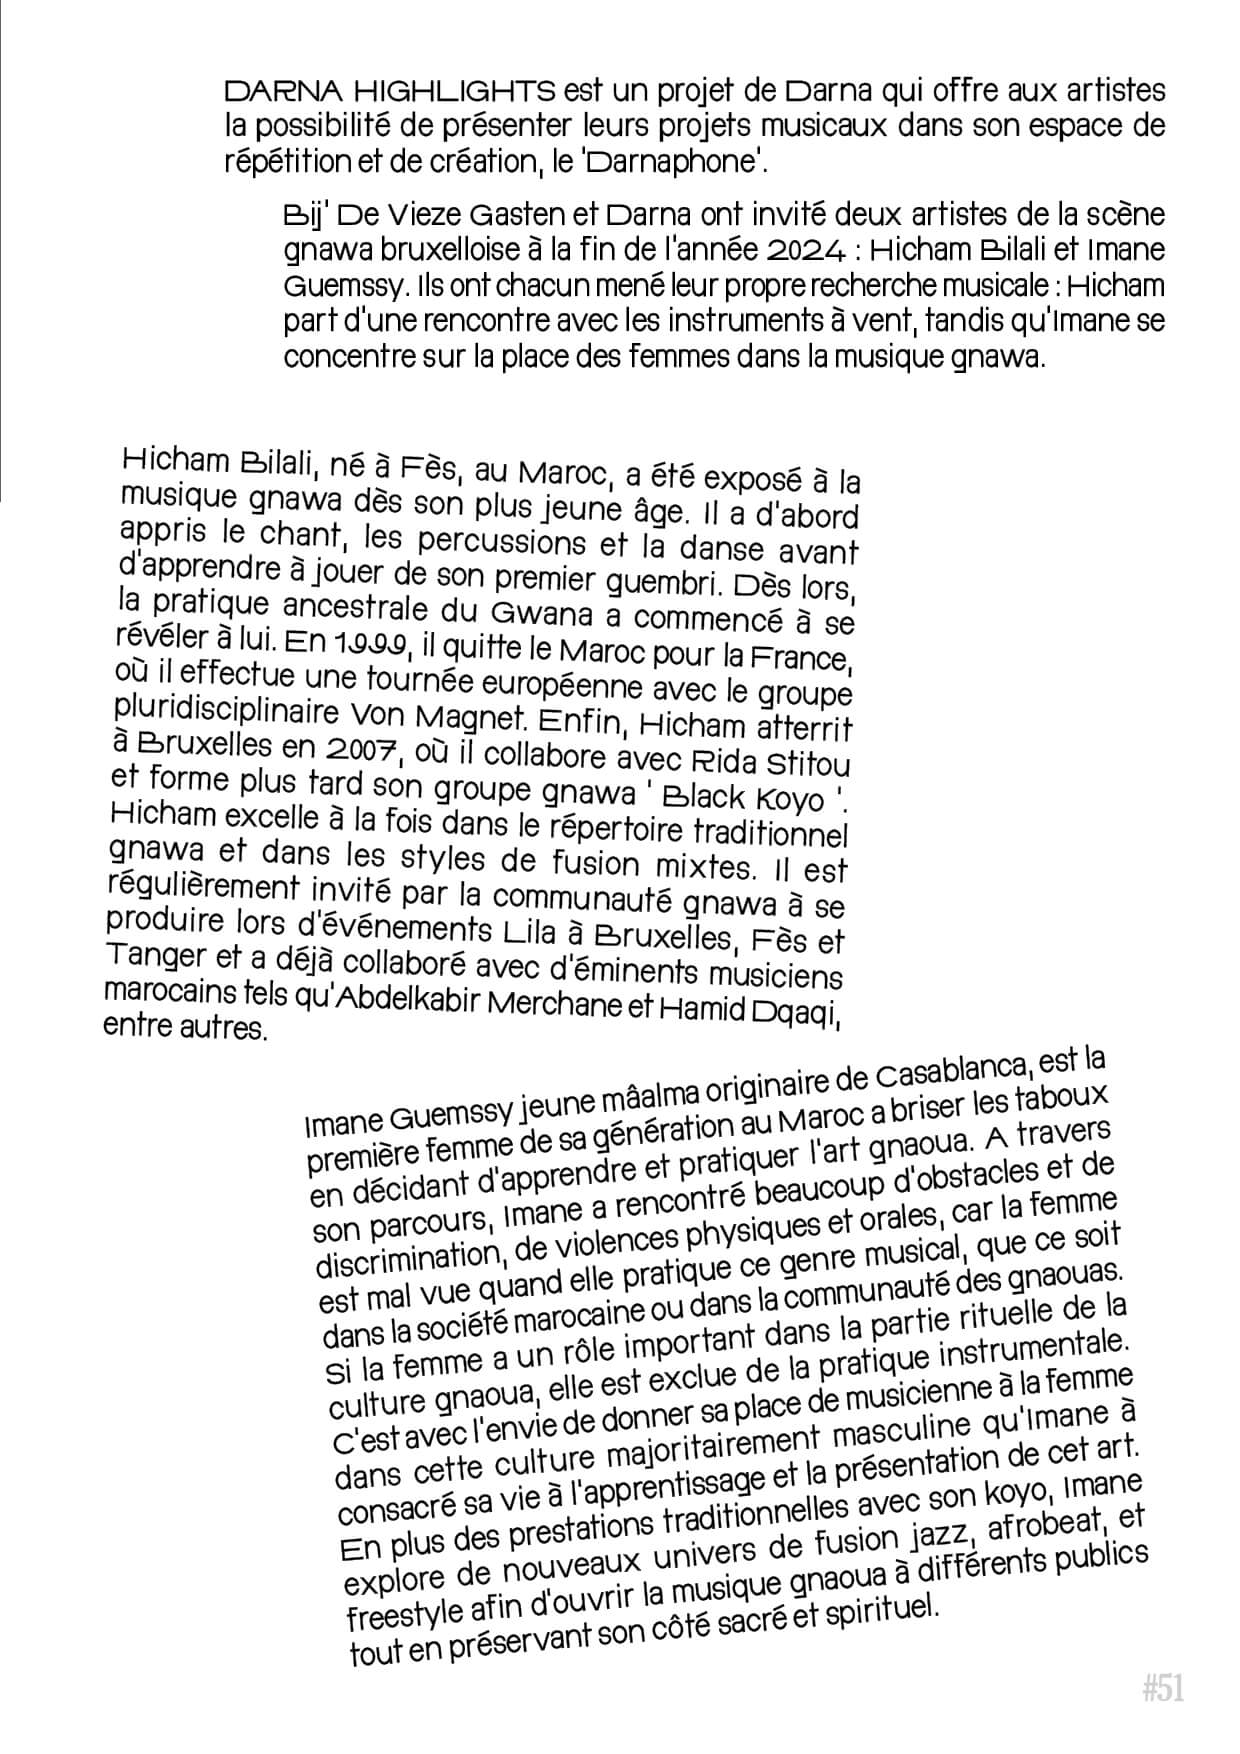 DARNA HIGHLIGHTS est un projet de Darna qui offre aux artistes
la possibilité de présenter leurs projets musicaux dans son espace de
répétition et de création, le 'Darnaphone'.
Bij' De Vieze Gasten et Darna ont invité deux artistes de la scène
gnawa bruxelloise à la fin de l'année 2024 : Hicham Bilali et Imane
Guemssy. Ils ont chacun mené leur propre recherche musicale : Hicham
part d'une rencontre avec les instruments à vent, tandis qu'Imane se
concentre sur la place des femmes dans la musique gnawa.
Hicham Bilali, né à Fès, au Maroc, a été exposé à la
musique gnawa dès son plus jeune âge. Il a d'abord
appris le chant, les percussions et la danse avant
d'apprendre à jouer de son premier guembri. Dès lors,
la pratique ancestrale du Gwana a commencé à se
révéler à lui. En 1999, il quitte le Maroc pour la France,
où il effectue une tournée européenne avec le groupe
pluridisciplinaire Von Magnet. Enfin, Hicham atterrit
à Bruxelles en 2007, où il collabore avec Rida Stitou
et forme plus tard son groupe gnawa ' Black Koyo '.
Hicham excelle à la fois dans le répertoire traditionnel
gnawa et dans les styles de fusion mixtes. Il est
régulièrement invité par la communauté gnawa à se
produire lors d'événements Lila à Bruxelles, Fès et
Tanger et a déjà collaboré avec d'éminents musiciens
marocains tels qu'Abdelkabir Merchane et Hamid Dqaqi,
entre autres.
Imane Guemssy jeune mâalma originaire de Casablanca, est la
première femme de sa génération au Maroc a briser les taboux
en décidant d'apprendre et pratiquer l'art gnaoua. A travers
son parcours, Imane a rencontré beaucoup d'obstacles et de
discrimination, de violences physiques et orales, car la femme
est mal vue quand elle pratique ce genre musical, que ce soit
dans la société marocaine ou dans la communauté des gnaouas.
Si la femme a un rôle important dans la partie rituelle de la
culture gnaoua, elle est exclue de la pratique instrumentale.
C'est avec l'envie de donner sa place de musicienne à la femme
dans cette culture majoritairement masculine qu'Imane à
consacré sa vie à l'apprentissage et la présentation de cet art.
En plus des prestations traditionnelles avec son koyo, Imane
explore de nouveaux univers de fusion jazz, afrobeat, et
freestyle afin d'ouvrir la musique gnaoua à différents publics
tout en préservant son côté sacré et spirituel.
#51